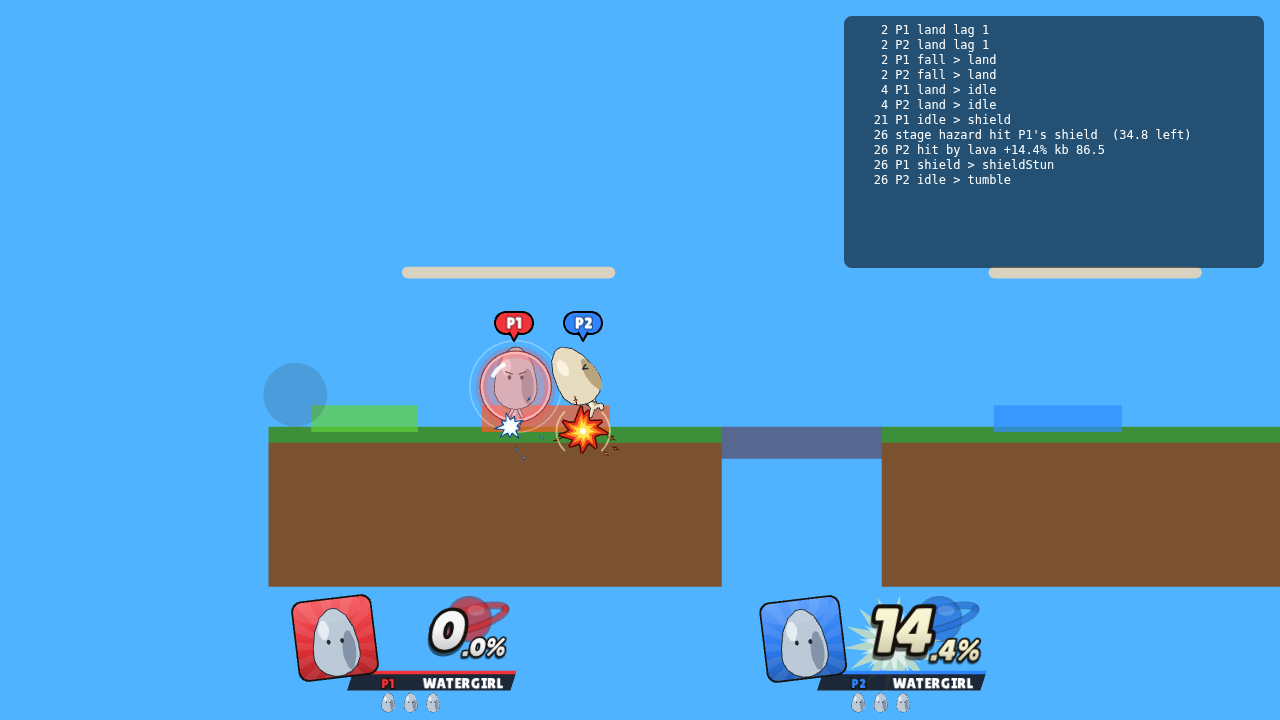 2 P1 land lag 1
2 P2 land lag 1
2 P1 fall > land
2 P2 fall > land
4 P1 land > idle
4 P2 land > idle
21 P1 idle > shield
26 stage hazard hit P1's shield  (34.8 left)
26 P2 hit by lava +14.4% kb 86.5
26 P1 shield > shieldStun
26 P2 idle > tumble
P1 P2
0.0% 14.4%
P1 WATERGIRL P2 WATERGIRL